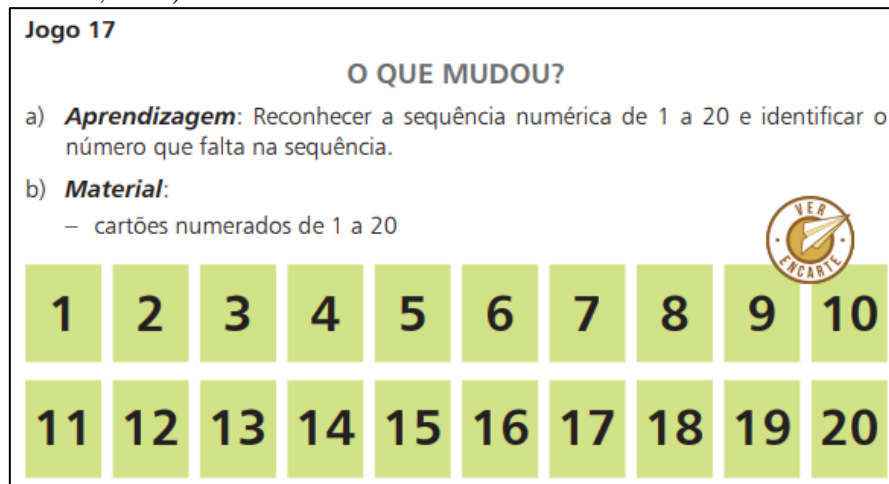 Jogo 17
O QUE MUDOU?
a) Aprendizagem: Reconhecer a sequência numérica de 1 a 20 e identificar o
número que falta na sequência.
b) Material:
– cartões numerados de 1 a 20
VER
ENCARTE
1 2 3 4 5 6 7 8 9 10
11 12 13 14 15 16 17 18 19 20